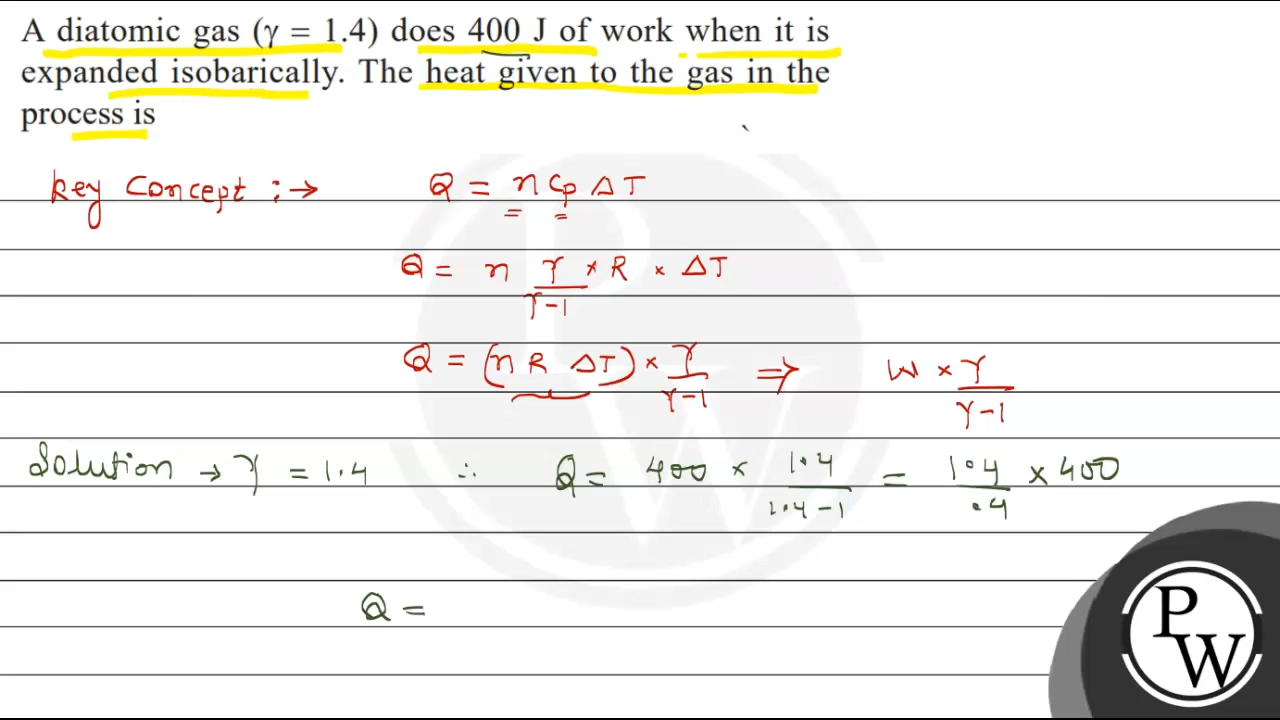 A diatomic gas (γ = 1.4) does 400 J of work when it is
expanded isobarically. The heat given to the gas in the
process is
Key Concept :→ Q = n Cp ΔT
Q = n γ/γ-1 × R × ΔT
Q = (n R ΔT) × γ/γ-1 ⇒ W × γ/γ-1
Solution → γ = 1.4 ∴ Q = 400 × 1.4/1.4-1 = 1.4/.4 × 400
Q =
PW